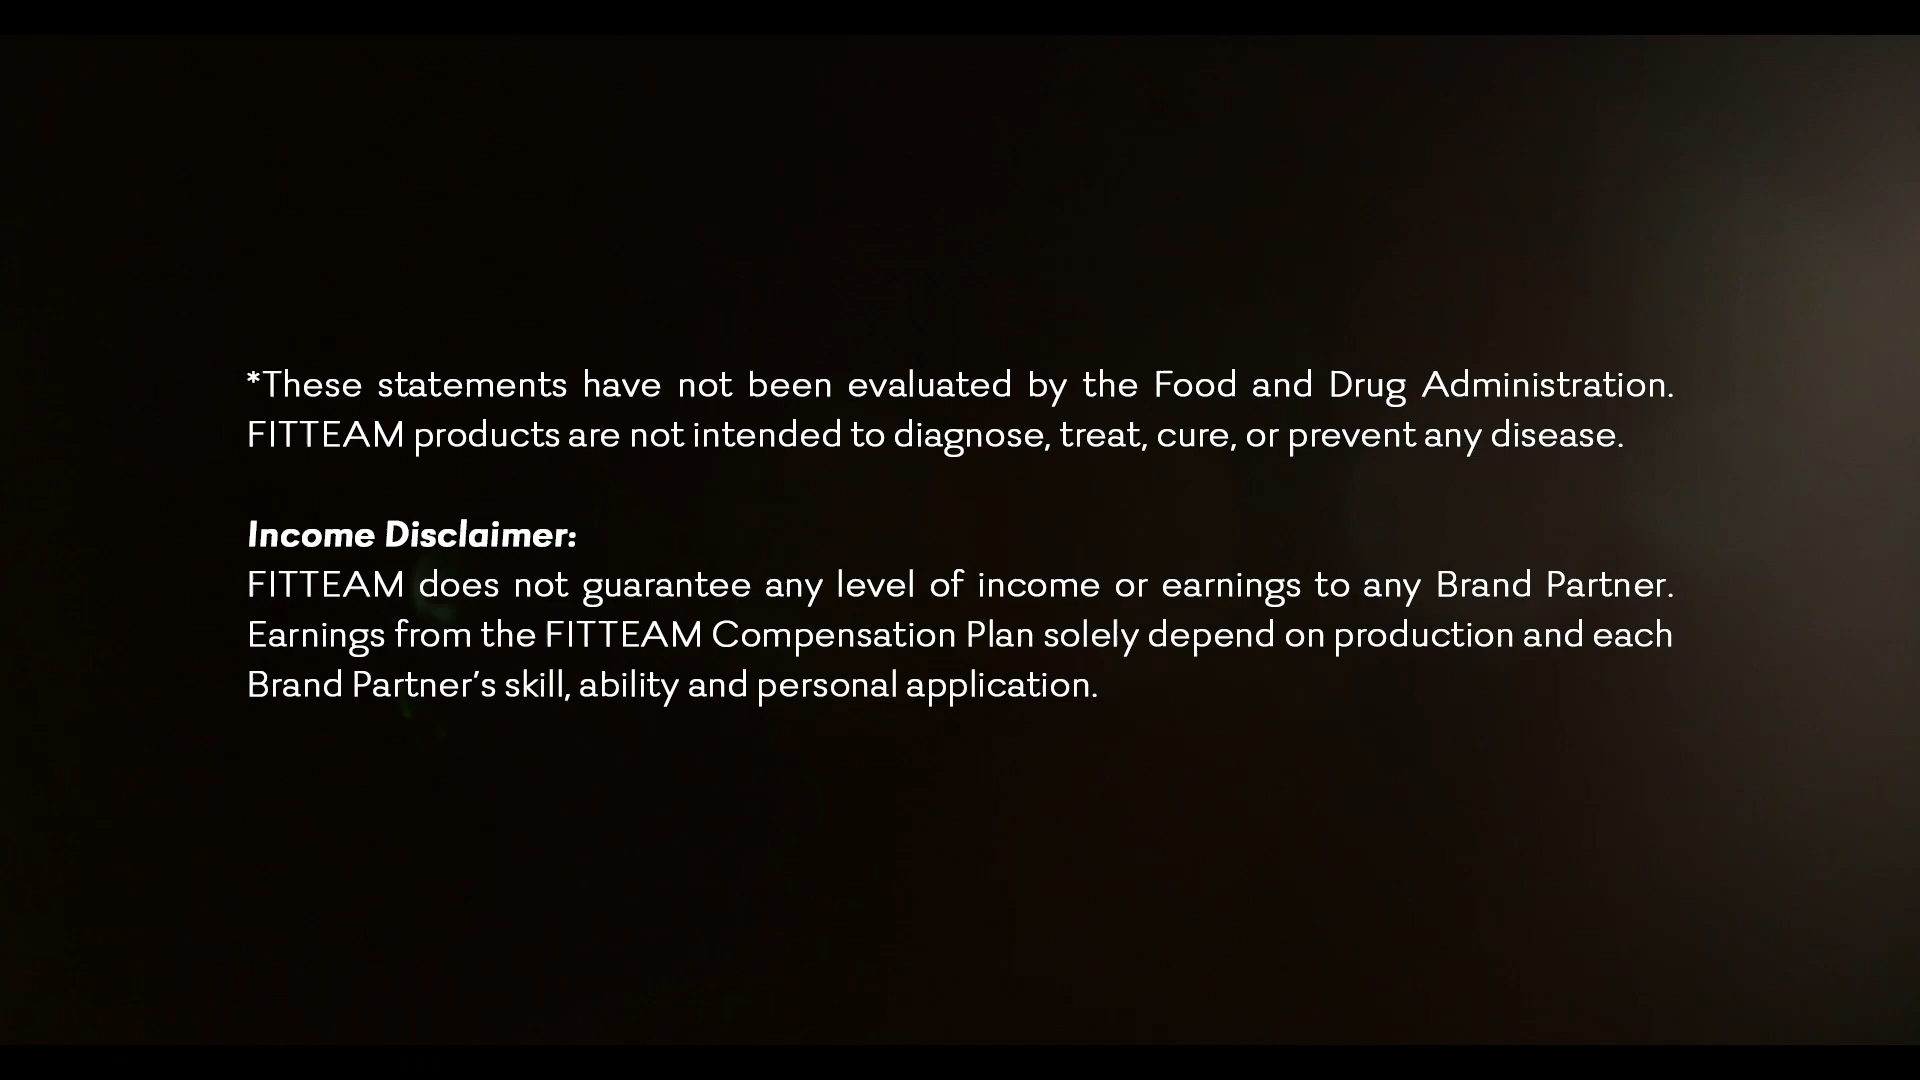 *These statements have not been evaluated by the Food and Drug Administration.
FITTEAM products are not intended to diagnose, treat, cure, or prevent any disease.
Income Disclaimer:
FITTEAM does not guarantee any level of income or earnings to any Brand Partner.
Earnings from the FITTEAM Compensation Plan solely depend on production and each
Brand Partner’s skill, ability and personal application.